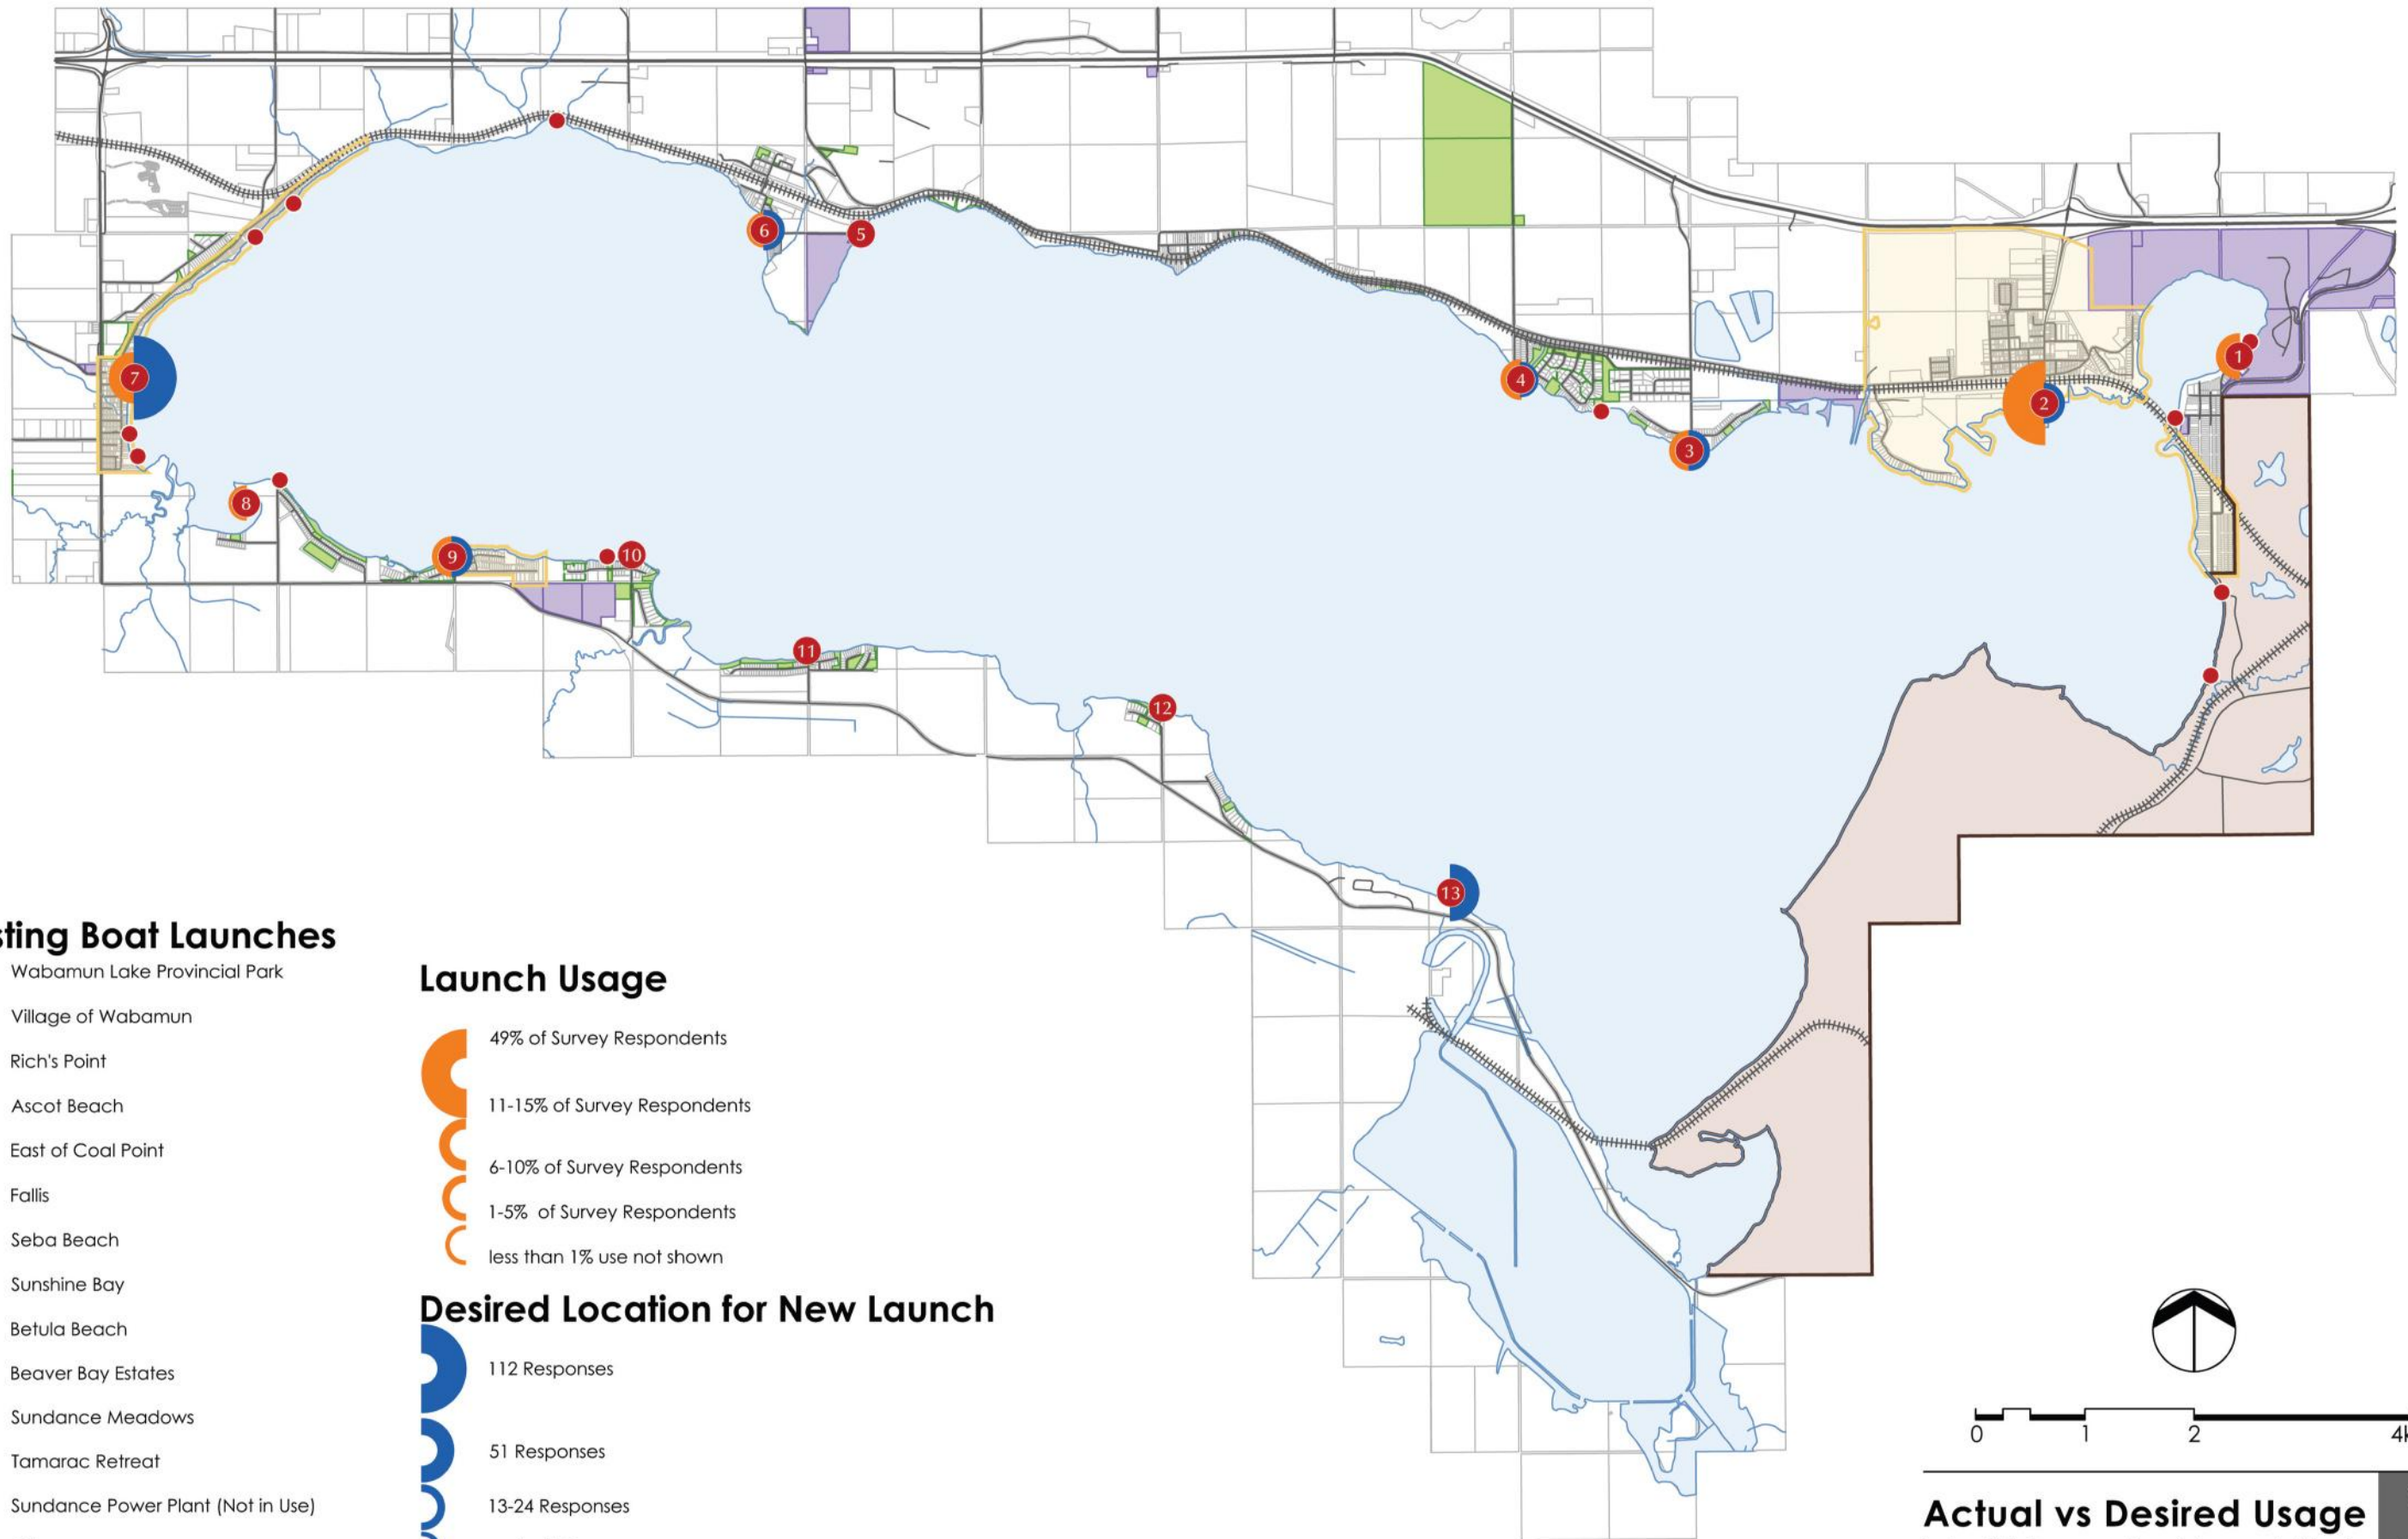 1
2
3
4
5
6
7
8
9
10
11
12
13
sting Boat Launches
Wabamun Lake Provincial Park
Village of Wabamun
Rich's Point
Ascot Beach
East of Coal Point
Fallis
Seba Beach
Sunshine Bay
Betula Beach
Beaver Bay Estates
Sundance Meadows
Tamarac Retreat
Sundance Power Plant (Not in Use)
Launch Usage
49% of Survey Respondents
11-15% of Survey Respondents
6-10% of Survey Respondents
1-5% of Survey Respondents
less than 1% use not shown
Desired Location for New Launch
112 Responses
51 Responses
13-24 Responses
0 1 2 4k
Actual vs Desired Usage